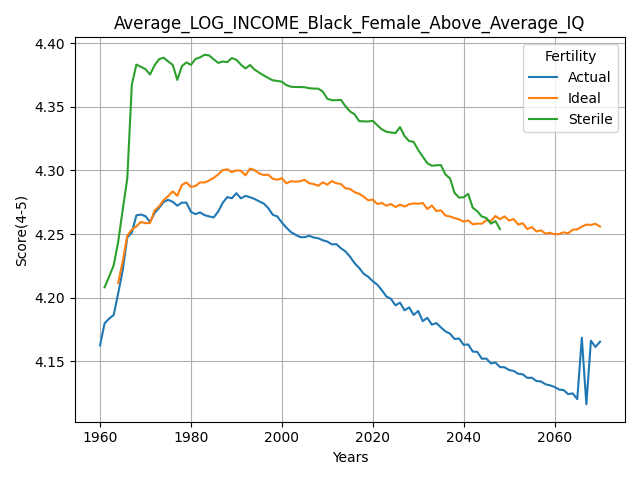 Average_LOG_INCOME_Black_Female_Above_Average_IQ
Fertility
Actual
Ideal
Sterile
Score(4-5)
4.40
4.35
4.30
4.25
4.20
4.15
1960 1980 2000 2020 2040 2060
Years